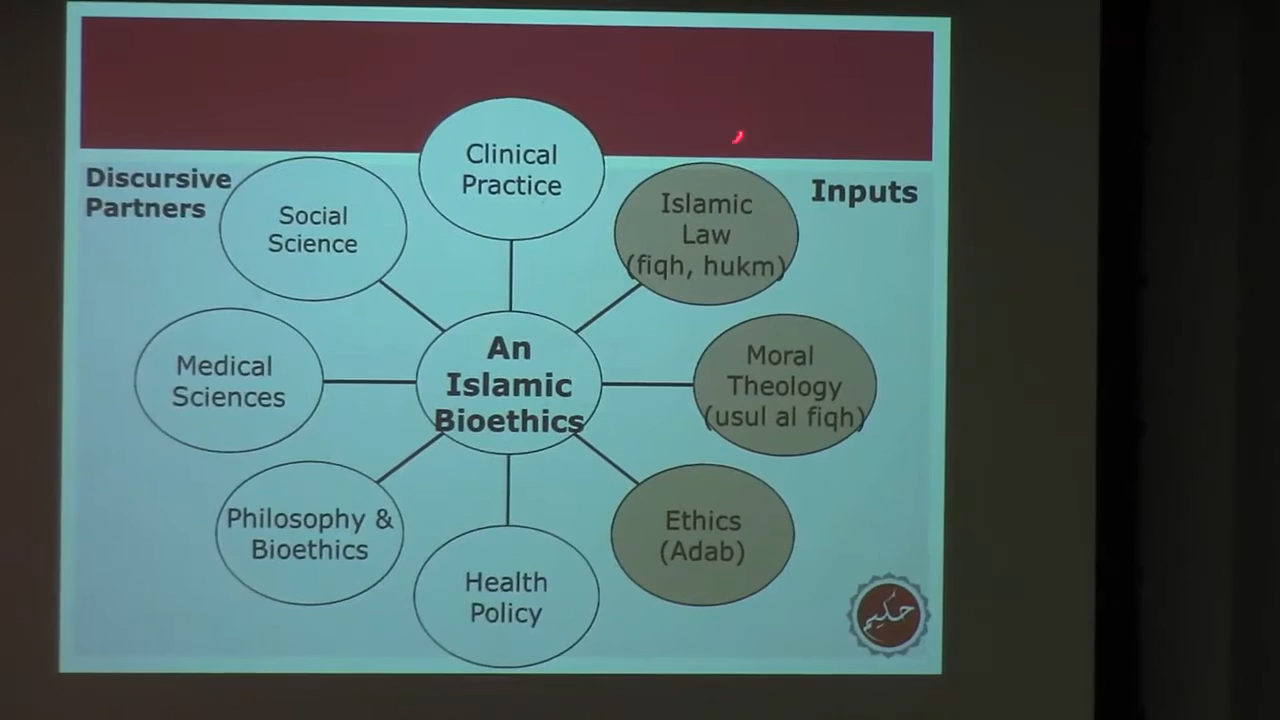 Discursive
Partners
Social
Science
Clinical
Practice
Islamic
Law
(fiqh, hukm)
Inputs
Medical
Sciences
An
Islamic
Bioethics
Moral
Theology
(usul al fiqh)
Philosophy &
Bioethics
Health
Policy
Ethics
(Adab)
حكيم